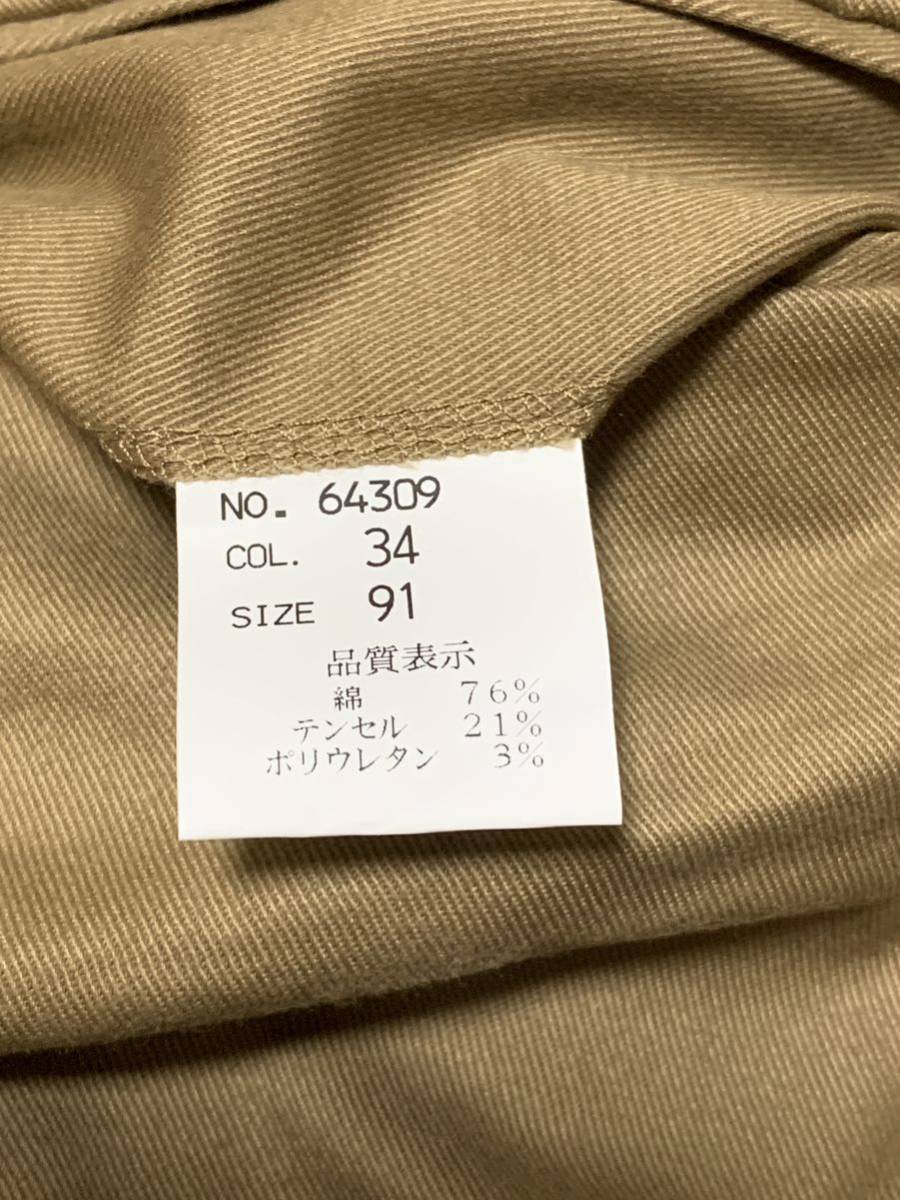 NO. 64309
COL. 34
SIZE 91
品質表示
綿 76%
テンセル 21%
ポリウレタン 3%